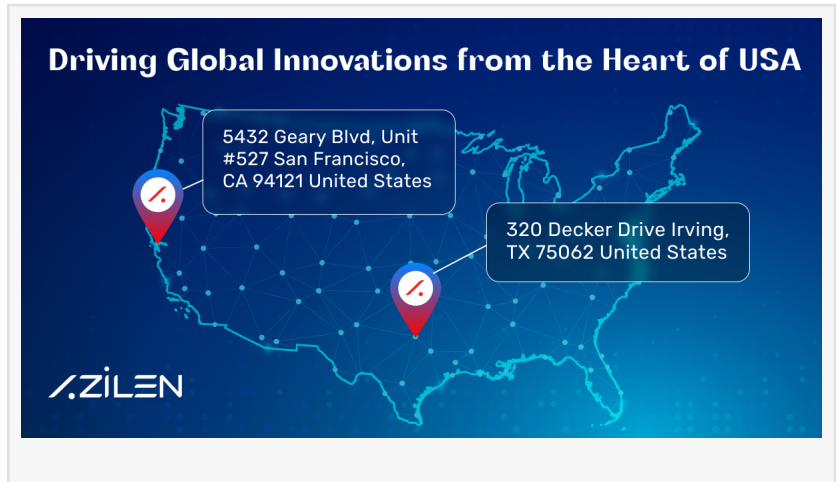 Driving Global Innovations from the Heart of USA
5432 Geary Blvd, Unit
#527 San Francisco,
CA 94121 United States
320 Decker Drive Irving,
TX 75062 United States
AZILEN